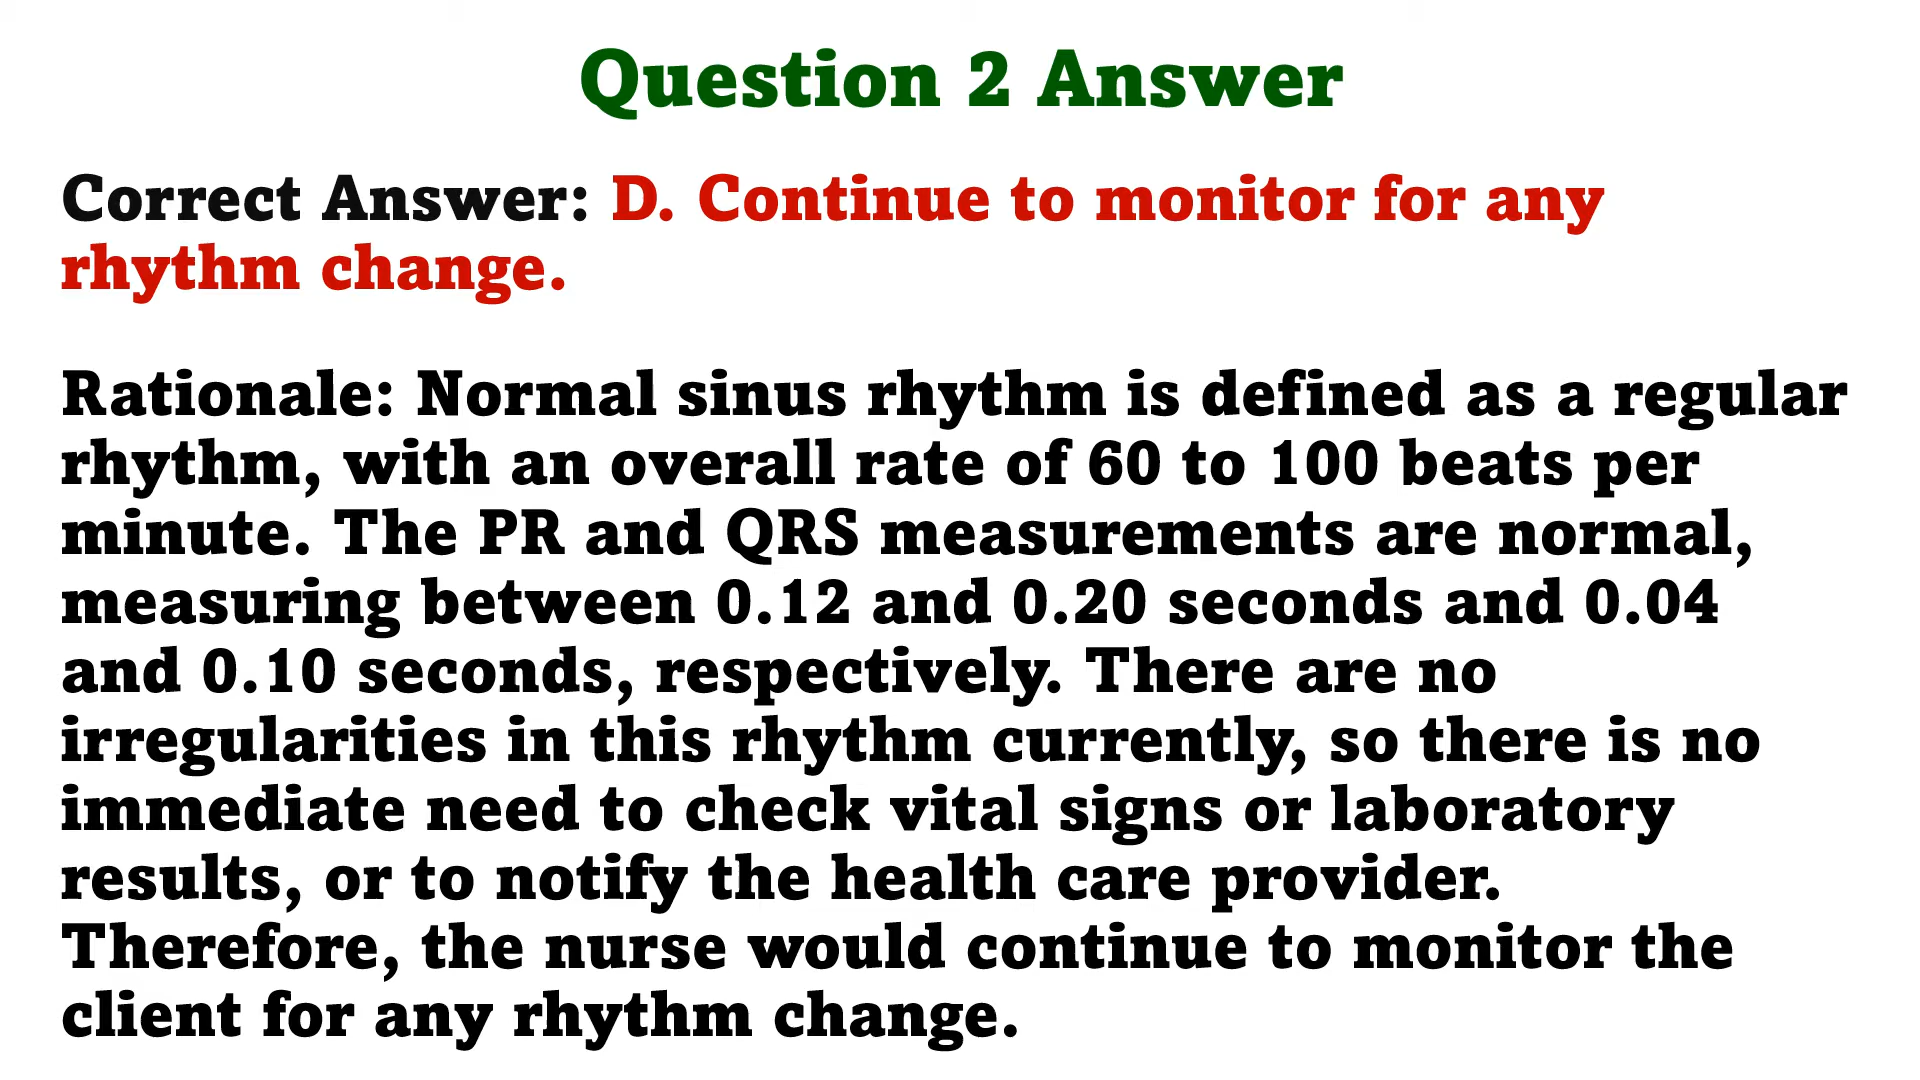 Question 2 Answer
Correct Answer: D. Continue to monitor for any
rhythm change.
Rationale: Normal sinus rhythm is defined as a regular
rhythm, with an overall rate of 60 to 100 beats per
minute. The PR and QRS measurements are normal,
measuring between 0.12 and 0.20 seconds and 0.04
and 0.10 seconds, respectively. There are no
irregularities in this rhythm currently, so there is no
immediate need to check vital signs or laboratory
results, or to notify the health care provider.
Therefore, the nurse would continue to monitor the
client for any rhythm change.